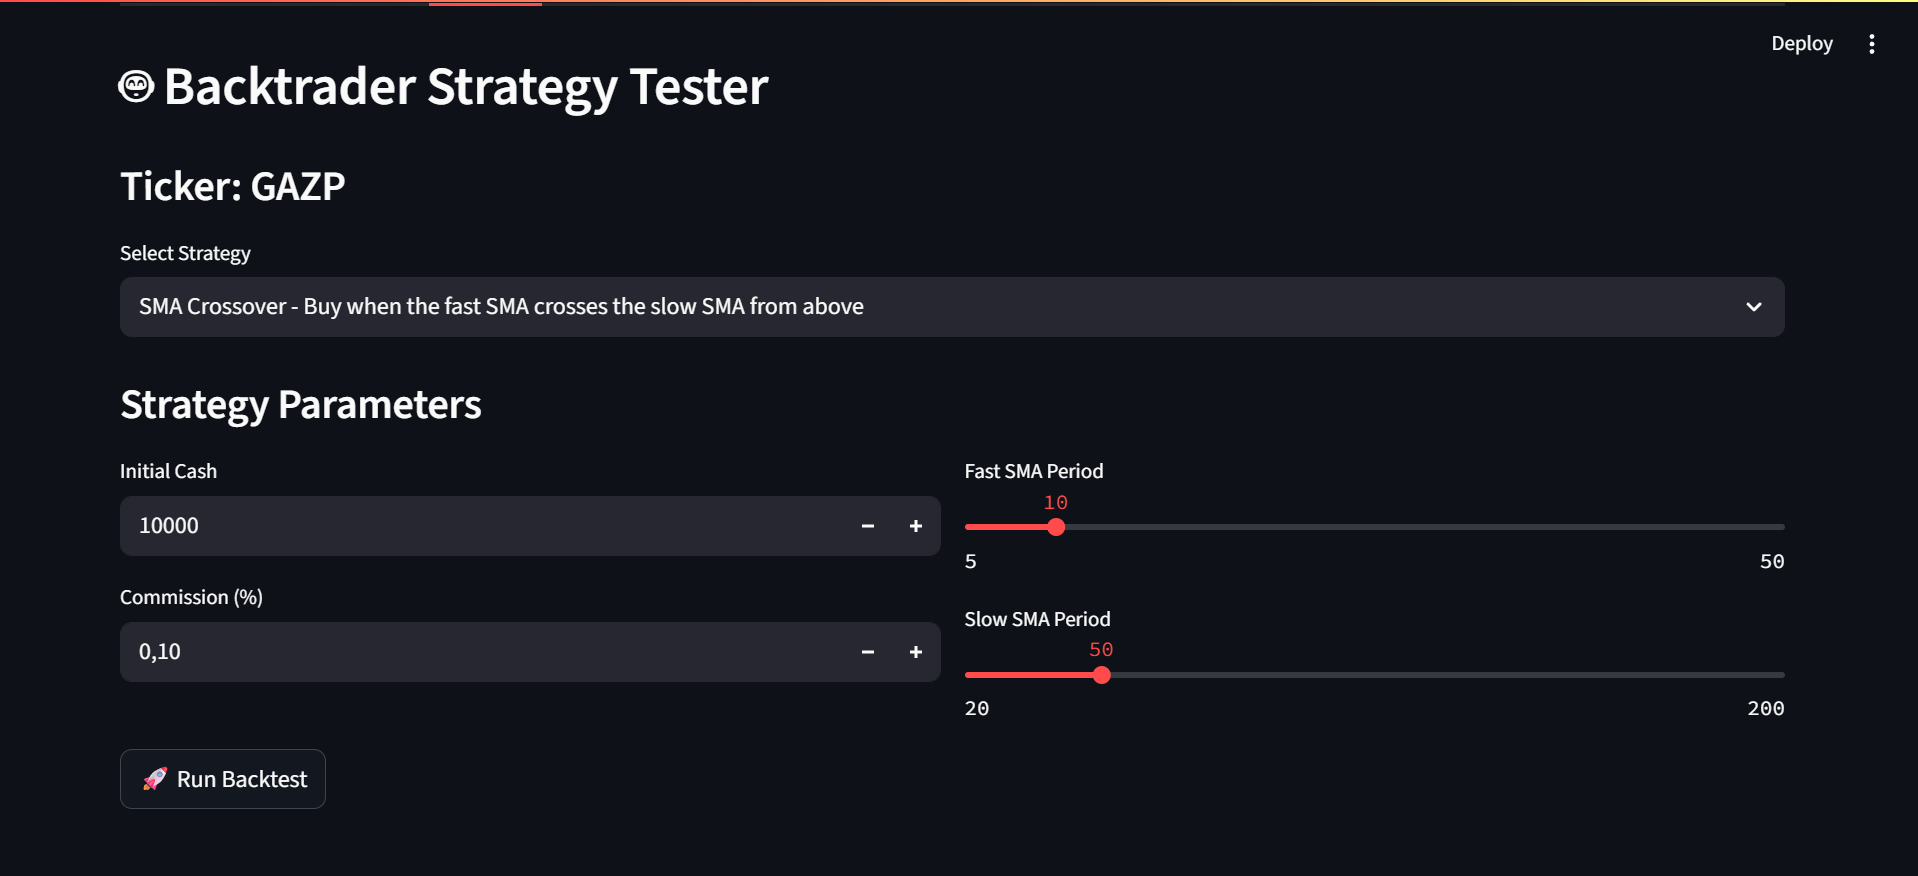 Deploy
Backtrader Strategy Tester
Ticker: GAZP
Select Strategy
SMA Crossover - Buy when the fast SMA crosses the slow SMA from above
Strategy Parameters
Initial Cash
10000
Commission (%)
0,10
Fast SMA Period
10
5 50
Slow SMA Period
50
20 200
🚀 Run Backtest